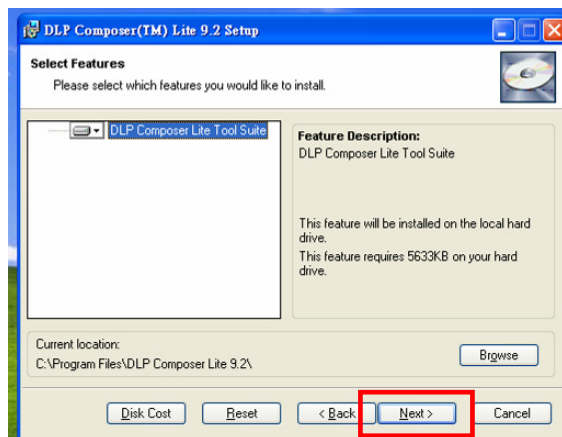 DLP Composer(TM) Lite 9.2 Setup
Select Features
Please select which features you would like to install.
DLP Composer Lite Tool Suite
Feature Description:
DLP Composer Lite Tool Suite
This feature will be installed on the local hard
drive.
This feature requires 5633KB on your hard
drive.
Current location:
C:\Program Files\DLP Composer Lite 9.2\
Browse
Disk Cost
Reset
< Back
Next >
Cancel